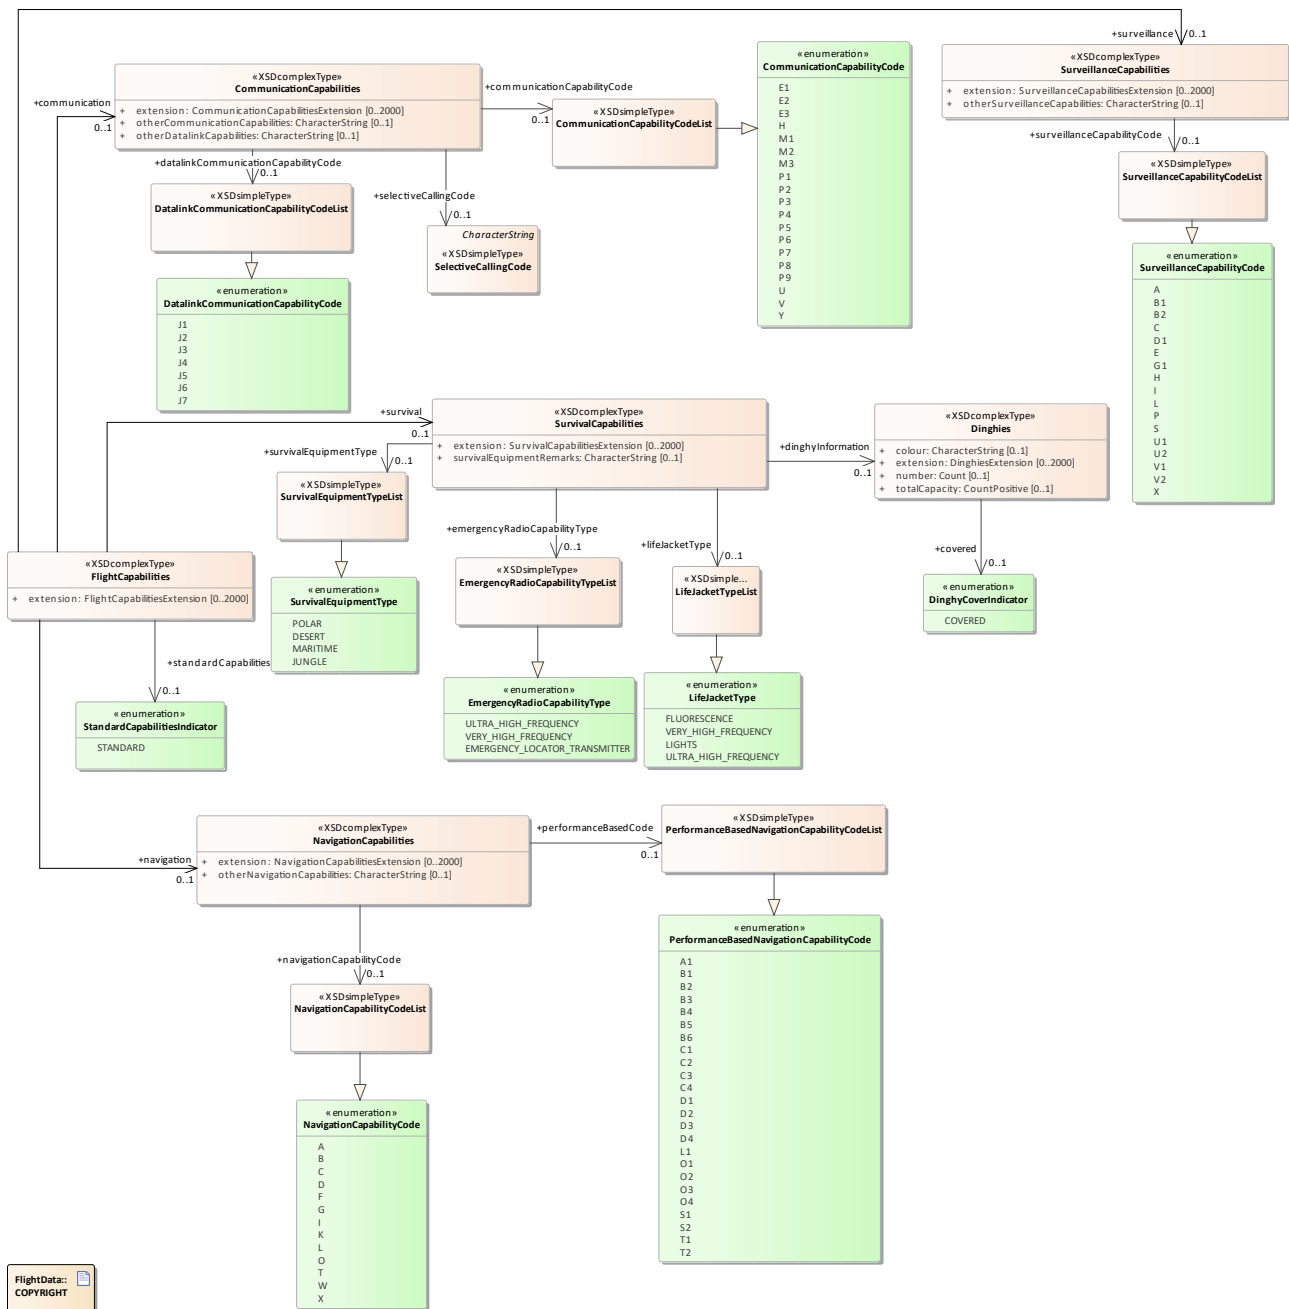 +surveillance
0..1
«XSDcomplexType»
SurveillanceCapabilities
+ extension: SurveillanceCapabilitiesExtension [0..2000]
+ otherSurveillanceCapabilities: CharacterString [0..1]
+surveillanceCapabilityCode
0..1
«XSDsimpleType»
SurveillanceCapabilityCodeList
«enumeration»
SurveillanceCapabilityCode
A
B1
B2
C
D1
E
G1
H
I
L
P
S
U1
U2
V1
V2
X
+communication
0..1
«XSDcomplexType»
CommunicationCapabilities
+ extension: CommunicationCapabilitiesExtension [0..2000]
+ otherCommunicationCapabilities: CharacterString [0..1]
+ otherDatalinkCapabilities: CharacterString [0..1]
+communicationCapabilityCode
0..1
«XSDsimpleType»
CommunicationCapabilityCodeList
«enumeration»
CommunicationCapabilityCode
E1
E2
E3
H
M1
M2
M3
P1
P2
P3
P4
P5
P6
P7
P8
P9
U
V
Y
+datalinkCommunicationCapabilityCode
0..1
«XSDsimpleType»
DatalinkCommunicationCapabilityCodeList
«enumeration»
DatalinkCommunicationCapabilityCode
J1
J2
J3
J4
J5
J6
J7
+selectiveCallingCode
0..1
CharacterString
«XSDsimpleType»
SelectiveCallingCode
+survival
0..1
«XSDcomplexType»
SurvivalCapabilities
+ extension: SurvivalCapabilitiesExtension [0..2000]
+ survivalEquipmentRemarks: CharacterString [0..1]
+dinghyInformation
0..1
«XSDcomplexType»
Dinghies
+ colour: CharacterString [0..1]
+ extension: DinghiesExtension [0..2000]
+ number: Count [0..1]
+ totalCapacity: CountPositive [0..1]
+covered
0..1
«enumeration»
DinghyCoverIndicator
COVERED
+survivalEquipmentType
0..1
«XSDsimpleType»
SurvivalEquipmentTypeList
«enumeration»
SurvivalEquipmentType
POLAR
DESERT
MARITIME
JUNGLE
+emergencyRadioCapabilityType
0..1
«XSDsimpleType»
EmergencyRadioCapabilityTypeList
«enumeration»
EmergencyRadioCapabilityType
ULTRA_HIGH_FREQUENCY
VERY_HIGH_FREQUENCY
EMERGENCY_LOCATOR_TRANSMITTER
+lifeJacketType
0..1
«XSDsimple...
LifeJacketTypeList
«enumeration»
LifeJacketType
FLUORESCENCE
VERY_HIGH_FREQUENCY
LIGHTS
ULTRA_HIGH_FREQUENCY
«XSDcomplexType»
FlightCapabilities
+ extension: FlightCapabilitiesExtension [0..2000]
+standardCapabilities
0..1
«enumeration»
StandardCapabilitiesIndicator
STANDARD
+navigation
0..1
«XSDcomplexType»
NavigationCapabilities
+ extension: NavigationCapabilitiesExtension [0..2000]
+ otherNavigationCapabilities: CharacterString [0..1]
+performanceBasedCode
0..1
«XSDsimpleType»
PerformanceBasedNavigationCapabilityCodeList
«enumeration»
PerformanceBasedNavigationCapabilityCode
A1
B1
B2
B3
B4
B5
B6
C1
C2
C3
C4
D1
D2
D3
D4
L1
O1
O2
O3
O4
S1
S2
T1
T2
+navigationCapabilityCode
0..1
«XSDsimpleType»
NavigationCapabilityCodeList
«enumeration»
NavigationCapabilityCode
A
B
C
D
F
G
I
K
L
O
T
W
X
FlightData::
COPYRIGHT